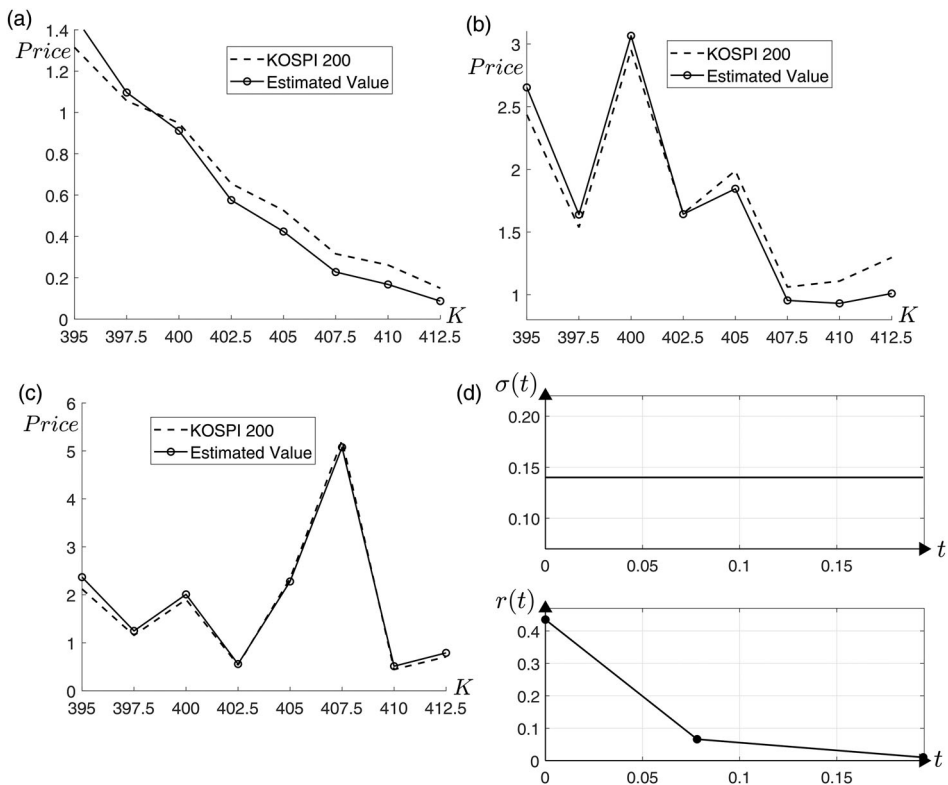 (a)
Price
1.4
1.2
1
0.8
0.6
0.4
0.2
0
KOSPI 200
Estimated Value
K
395 397.5 400 402.5 405 407.5 410 412.5
(b)
Price
3
2.5
2
1.5
1
KOSPI 200
Estimated Value
K
395 397.5 400 402.5 405 407.5 410 412.5
(c)
Price
6
5
4
3
2
1
0
KOSPI 200
Estimated Value
K
395 397.5 400 402.5 405 407.5 410 412.5
(d)
σ(t)
0.20
0.15
0.10
t
0 0.05 0.1 0.15
r(t)
0.4
0.3
0.2
0.1
0
t
0 0.05 0.1 0.15